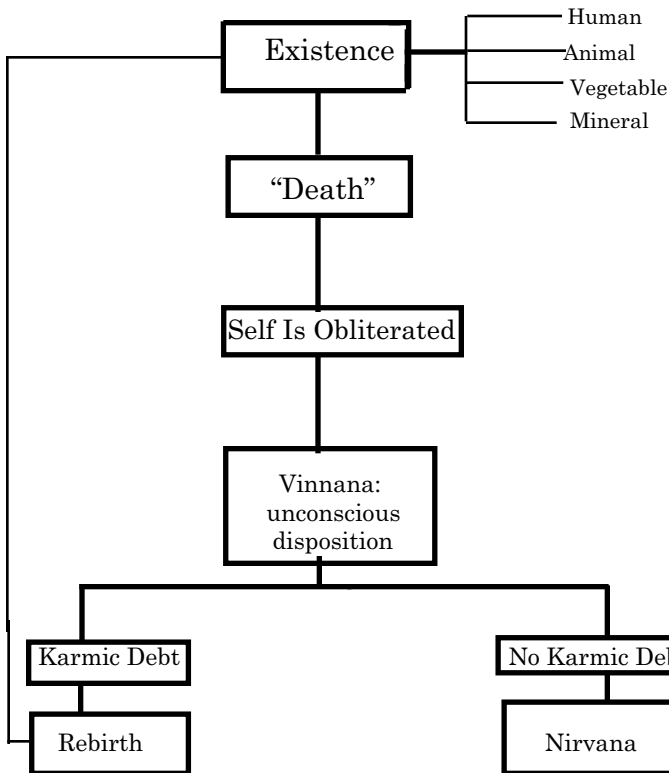 Human
Existence
Animal
Vegetable
Mineral
“Death”
Self Is Obliterated
Vinnana:
unconscious
disposition
Karmic Debt
No Karmic Deb
Rebirth
Nirvana